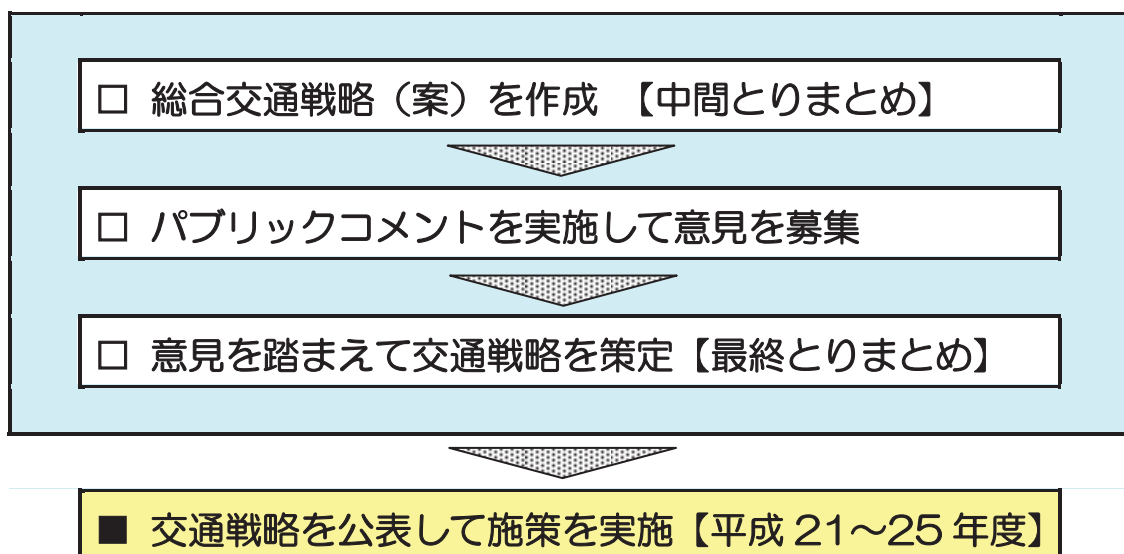 □ 総合交通戦略（案）を作成 【中間とりまとめ】
□ パブリックコメントを実施して意見を募集
□ 意見を踏まえて交通戦略を策定【最終とりまとめ】
■ 交通戦略を公表して施策を実施【平成 21～25 年度】